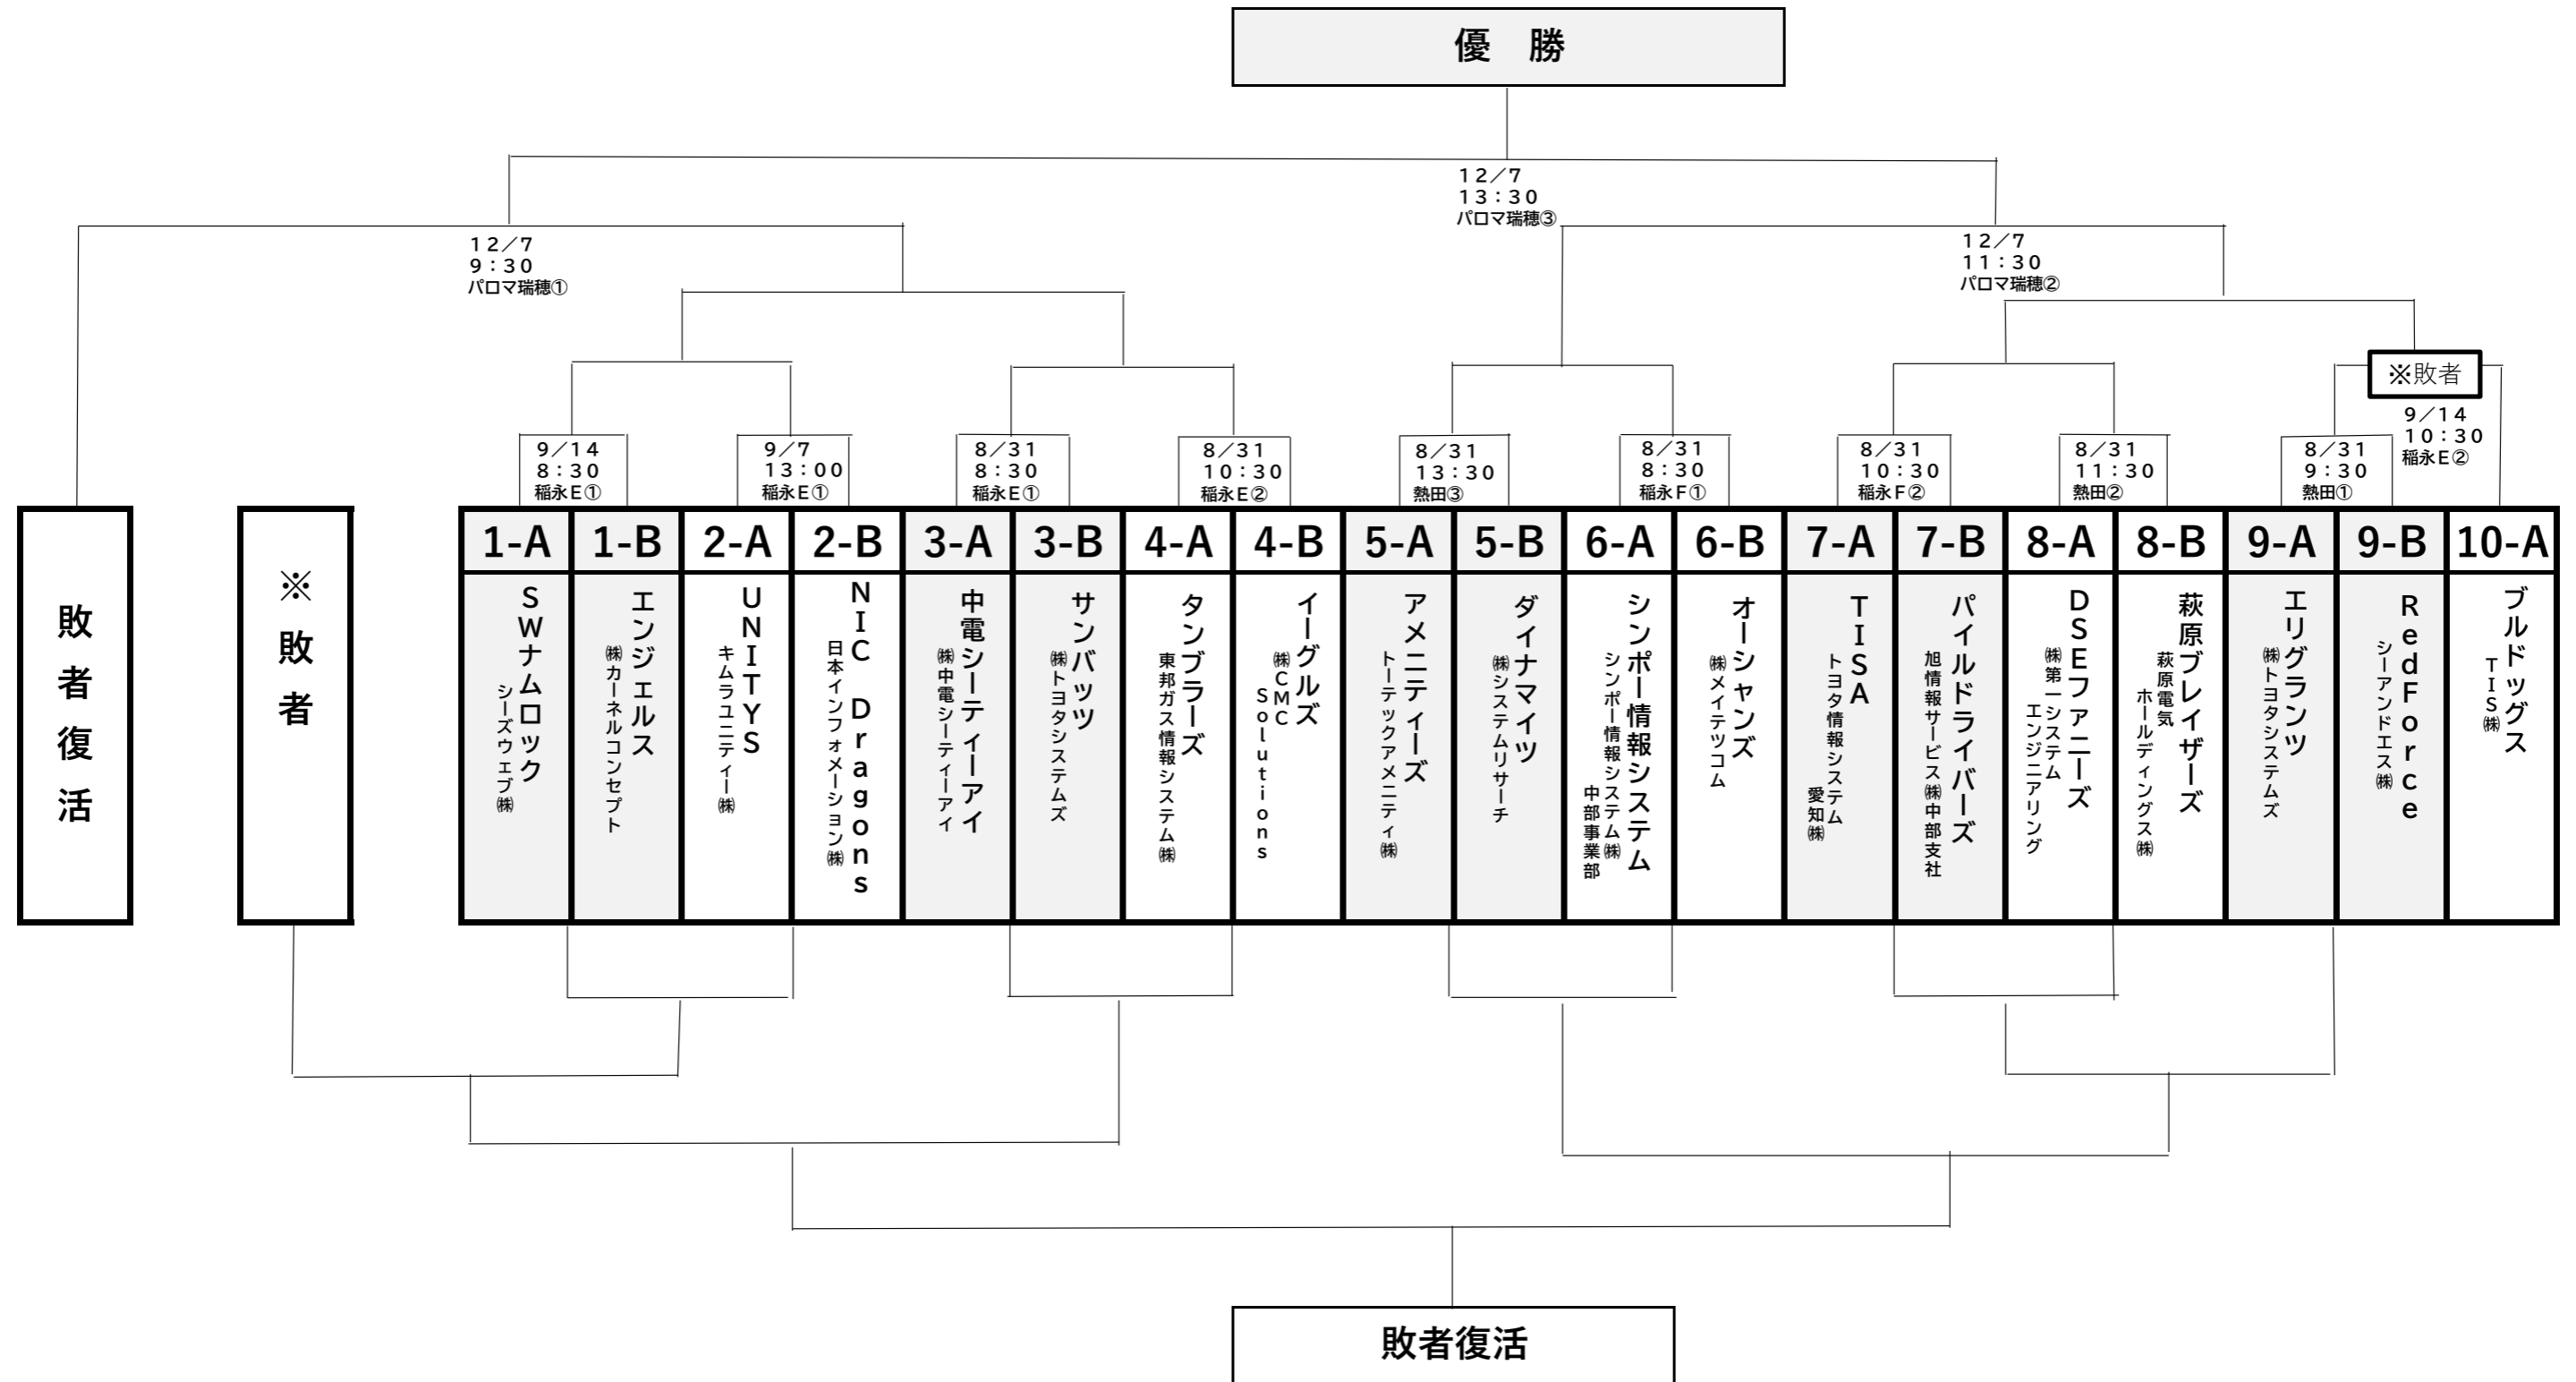 優　勝
１２／７
１３：３０
パロマ瑞穂③
１２／７
９：３０
パロマ瑞穂①
１２／７
１１：３０
パロマ瑞穂②
※敗者
９／１４
１０：３０
稲永Ｅ②
９／１４
８：３０
稲永Ｅ①
９／７
１３：００
稲永Ｅ①
８／３１
８：３０
稲永Ｅ①
８／３１
１０：３０
稲永Ｅ②
８／３１
１３：３０
熱田③
８／３１
８：３０
稲永Ｆ①
８／３１
１０：３０
稲永Ｆ②
８／３１
１１：３０
熱田②
８／３１
９：３０
熱田①
敗者復活
※敗者
1-A
ＳＷナムロック
シーズウェブ㈱
1-B
エンジェルス
㈱カーネルコンセプト
2-A
ＵＮＩＴＹＳ
キムラユニティー㈱
2-B
ＮＩＣ　Ｄｒａｇｏｎｓ
日本インフォメーション㈱
3-A
中電シーティーアイ
㈱中電シーティーアイ
3-B
サンバッツ
㈱トヨタシステムズ
4-A
タンブラーズ
東邦ガス情報システム㈱
4-B
イーグルズ
㈱ＣＭＣ
Ｓｏｌｕｔｉｏｎｓ
5-A
アメニティーズ
トーテックアメニティ㈱
5-B
ダイナマイツ
㈱システムリサーチ
6-A
シンポー情報システム
シンポー情報システム㈱
中部事業部
6-B
オーシャンズ
㈱メイテツコム
7-A
ＴＩＳＡ
トヨタ情報システム
愛知㈱
7-B
パイルドライバーズ
旭情報サービス㈱中部支社
8-A
ＤＳＥファニーズ
㈱第一システム
エンジニアリング
8-B
萩原ブレイザーズ
萩原電気
ホールディングス㈱
9-A
エリグランツ
㈱トヨタシステムズ
9-B
ＲｅｄＦｏｒｃｅ
シーアンドエス㈱
10-A
ブルドッグス
ＴＩＳ㈱
敗者復活